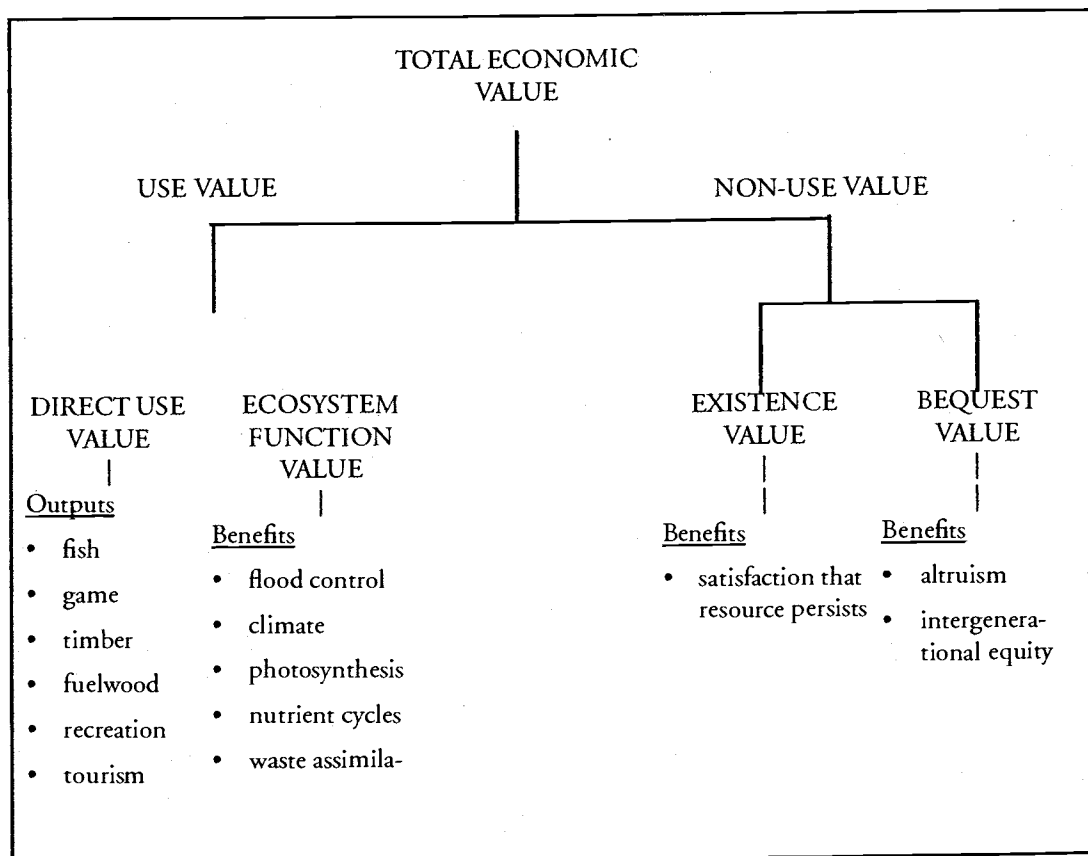 TOTAL ECONOMIC
VALUE
USE VALUE
NON-USE VALUE
DIRECT USE
VALUE
Outputs
• fish
• game
• timber
• fuelwood
• recreation
• tourism
ECOSYSTEM
FUNCTION
VALUE
Benefits
• flood control
• climate
• photosynthesis
• nutrient cycles
• waste assimila-
EXISTENCE
VALUE
Benefits
• satisfaction that
resource persists
BEQUEST
VALUE
Benefits
• altruism
• intergenera-
tional equity